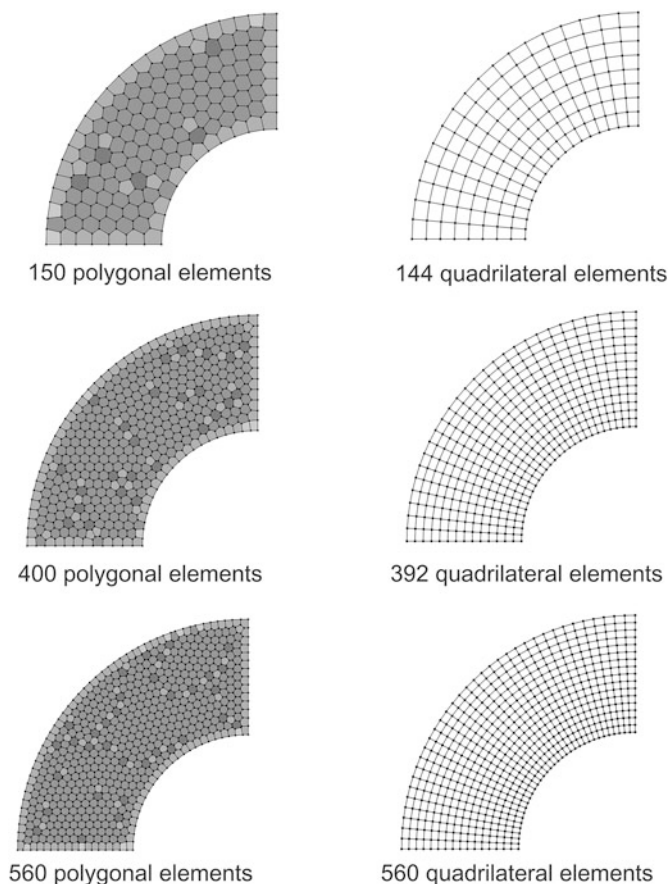 150 polygonal elements
144 quadrilateral elements
400 polygonal elements
392 quadrilateral elements
560 polygonal elements
560 quadrilateral elements